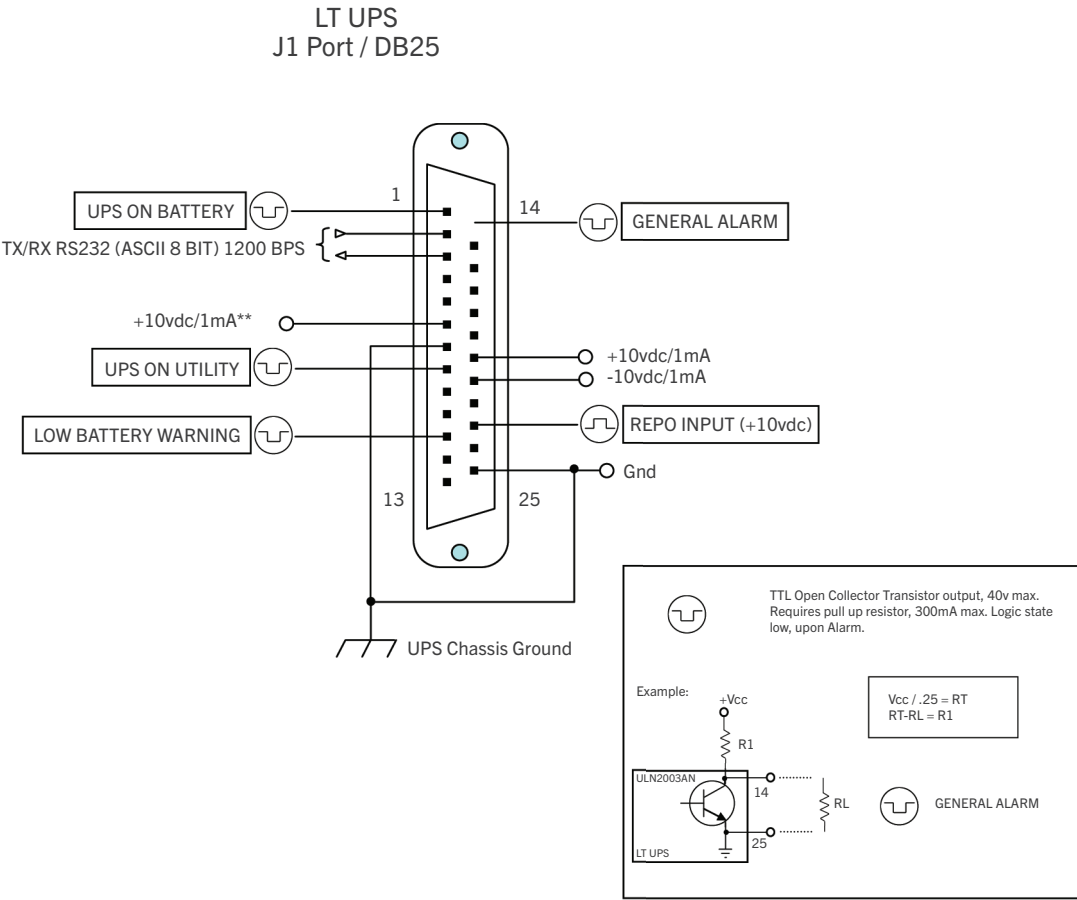 LT UPS
J1 Port / DB25
1
UPS ON BATTERY
14
GENERAL ALARM
TX/RX RS232 (ASCII 8 BIT) 1200 BPS
+10vdc/1mA**
UPS ON UTILITY
+10vdc/1mA
-10vdc/1mA
LOW BATTERY WARNING
REPO INPUT (+10vdc)
Gnd
13
25
UPS Chassis Ground
TTL Open Collector Transistor output, 40v max.
Requires pull up resistor, 300mA max. Logic state
low, upon Alarm.
Example:
+Vcc
Vcc / .25 = RT
RT-RL = R1
R1
ULN2003AN
14
RL
GENERAL ALARM
25
LT UPS